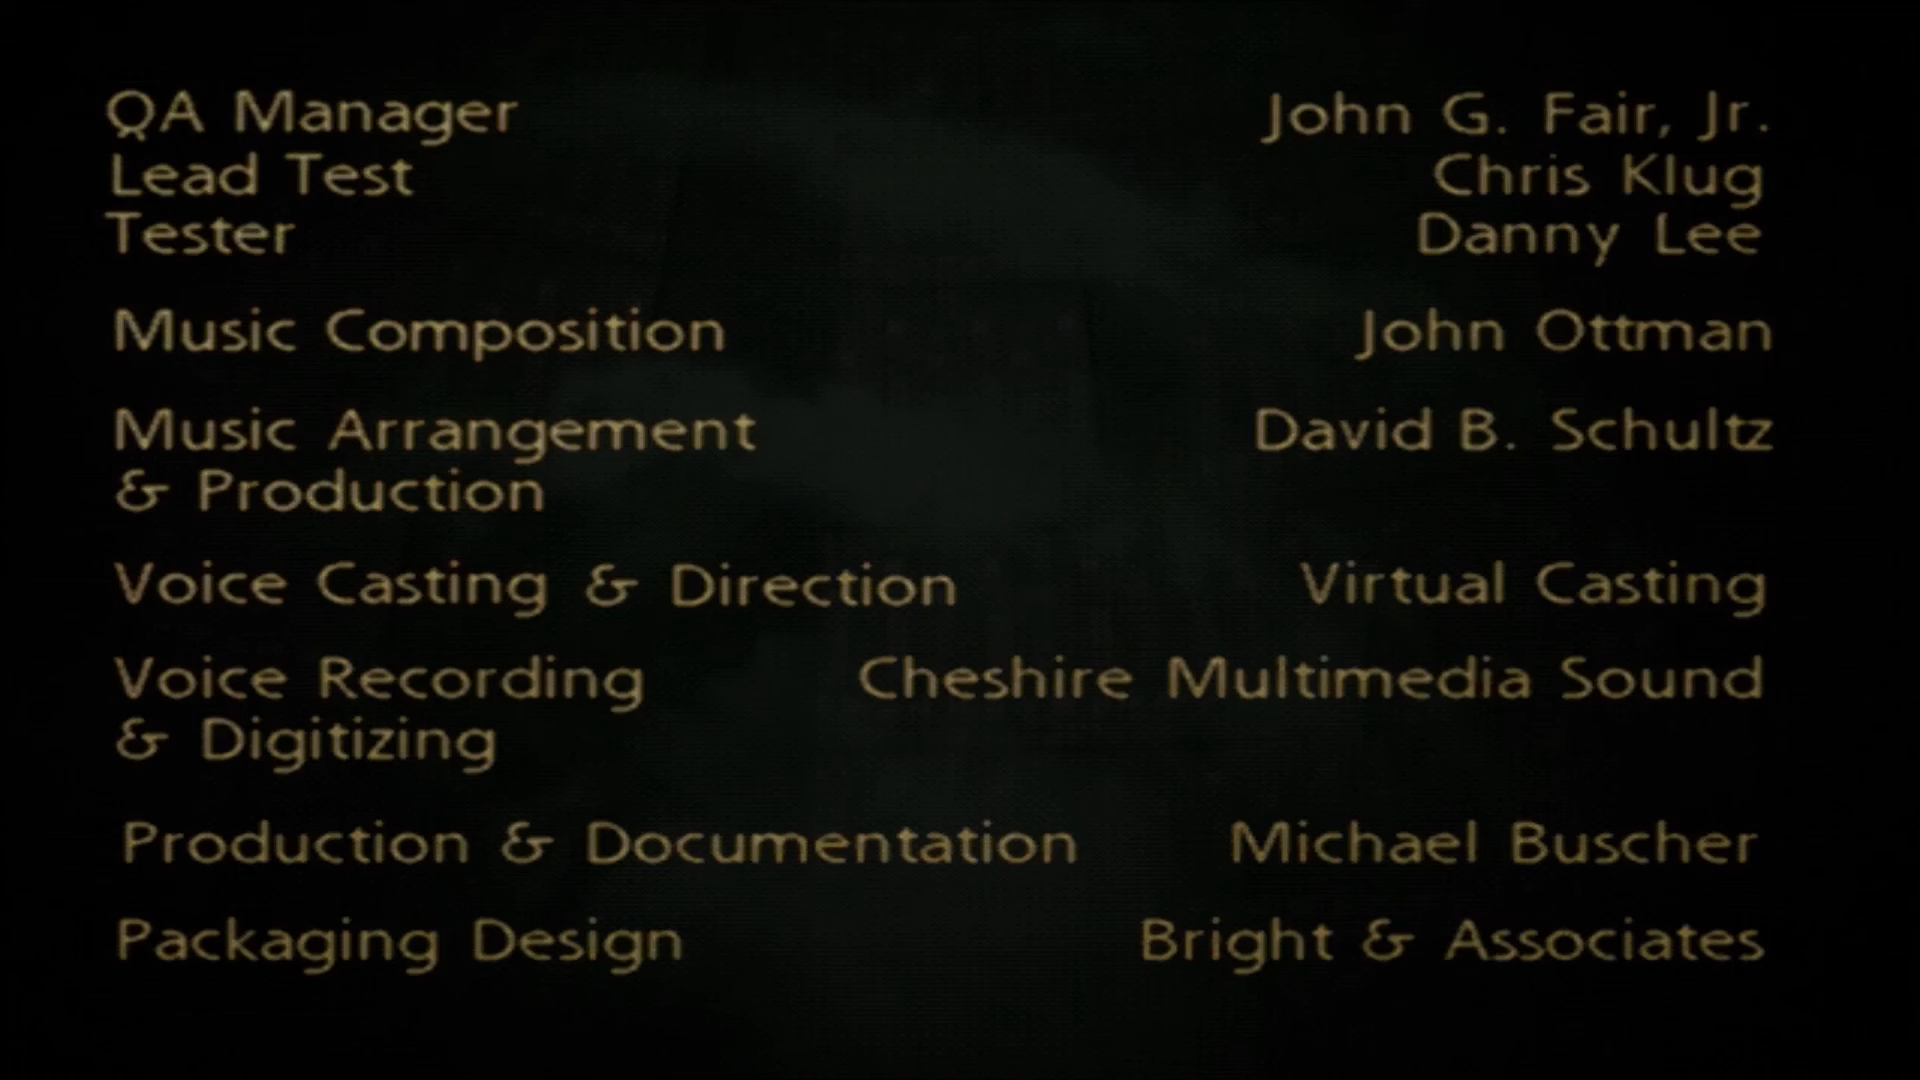 QA Manager John G. Fair, Jr.
Lead Test Chris Klug
Tester Danny Lee
Music Composition John Ottman
Music Arrangement David B. Schultz
& Production
Voice Casting & Direction Virtual Casting
Voice Recording Cheshire Multimedia Sound
& Digitizing
Production & Documentation Michael Buscher
Packaging Design Bright & Associates